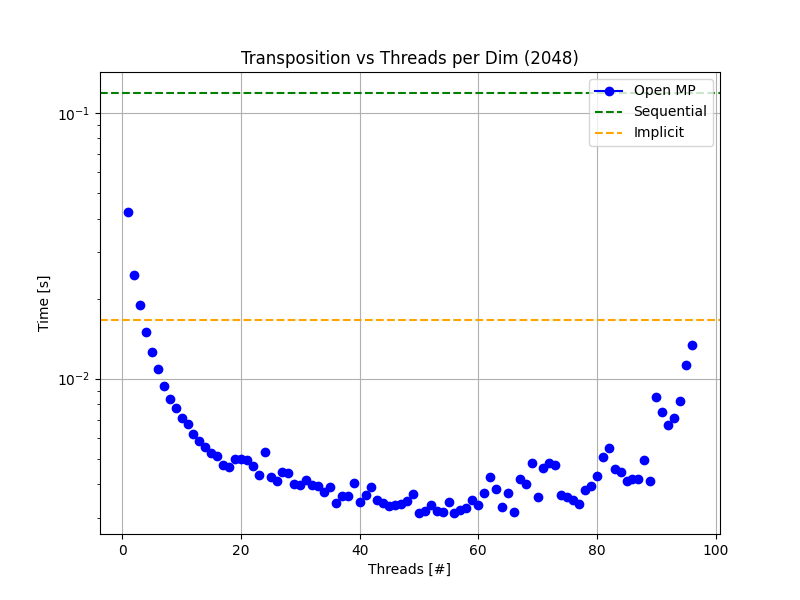 Transposition vs Threads per Dim (2048)
Open MP
Sequential
Implicit
10⁻¹
10⁻²
Time [s]
0 20 40 60 80 100
Threads [#]